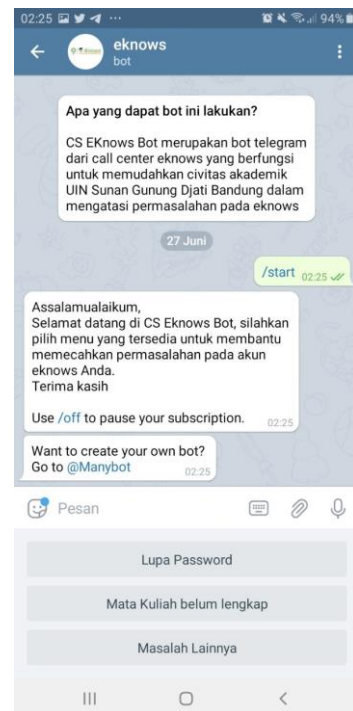 02:25
94%
eknows
bot
Apa yang dapat bot ini lakukan?
CS EKnows Bot merupakan bot telegram
dari call center eknows yang berfungsi
untuk memudahkan civitas akademik
UIN Sunan Gunung Djati Bandung dalam
mengatasi permasalahan pada eknows
27 Juni
/start 02:25
Assalamualaikum,
Selamat datang di CS Eknows Bot, silahkan
pilih menu yang tersedia untuk membantu
memecahkan permasalahan pada akun
eknows Anda.
Terima kasih
Use /off to pause your subscription. 02:25
Want to create your own bot?
Go to @Manybot 02:25
Pesan
Lupa Password
Mata Kuliah belum lengkap
Masalah Lainnya